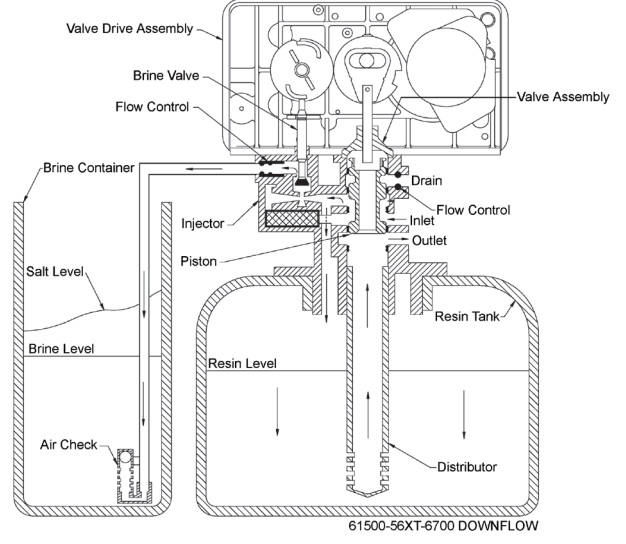 Valve Drive Assembly
Brine Valve
Flow Control
Valve Assembly
Brine Container
Drain
Flow Control
Injector
Inlet
Outlet
Piston
Salt Level
Resin Tank
Brine Level
Resin Level
Air Check
Distributor
61500-56XT-6700 DOWNFLOW